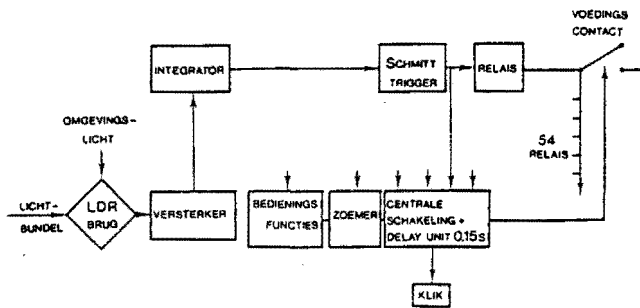 VOEDINGS
CONTACT
INTEGRATOR
SCHMITT
TRIGGER
RELAIS
OMGEVINGS-
LICHT
54
RELAIS
LICHT-
BUNDEL
LDR
BRUG
VERSTERKER
BEDIENINGS
FUNCTIES
ZOEMER
CENTRALE
SCHAKELING +
DELAY UNIT 0,15s
KLIK